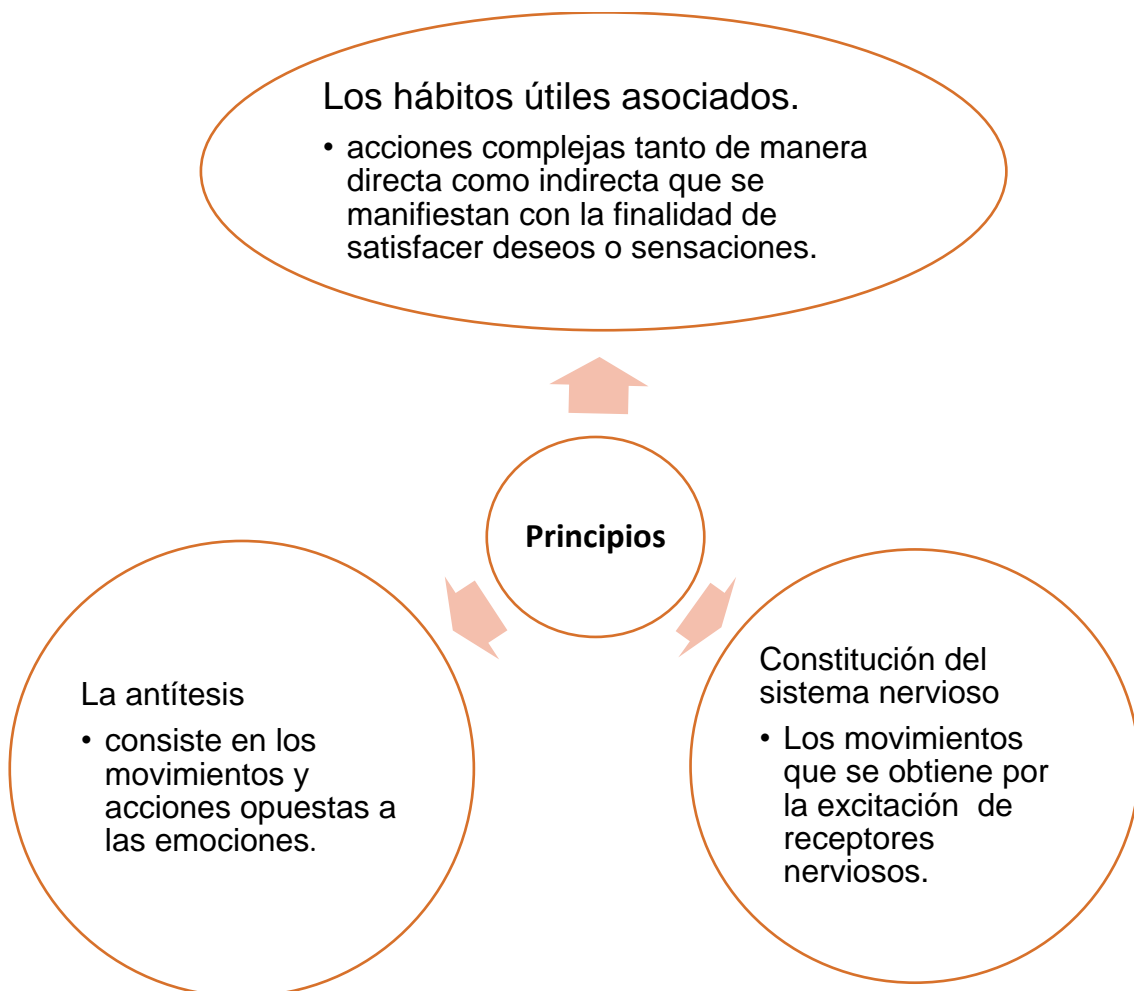 Los hábitos útiles asociados.
• acciones complejas tanto de manera
directa como indirecta que se
manifiestan con la finalidad de
satisfacer deseos o sensaciones.
Principios
La antítesis
• consiste en los
movimientos y
acciones opuestas a
las emociones.
Constitución del
sistema nervioso
• Los movimientos
que se obtiene por
la excitación de
receptores
nerviosos.